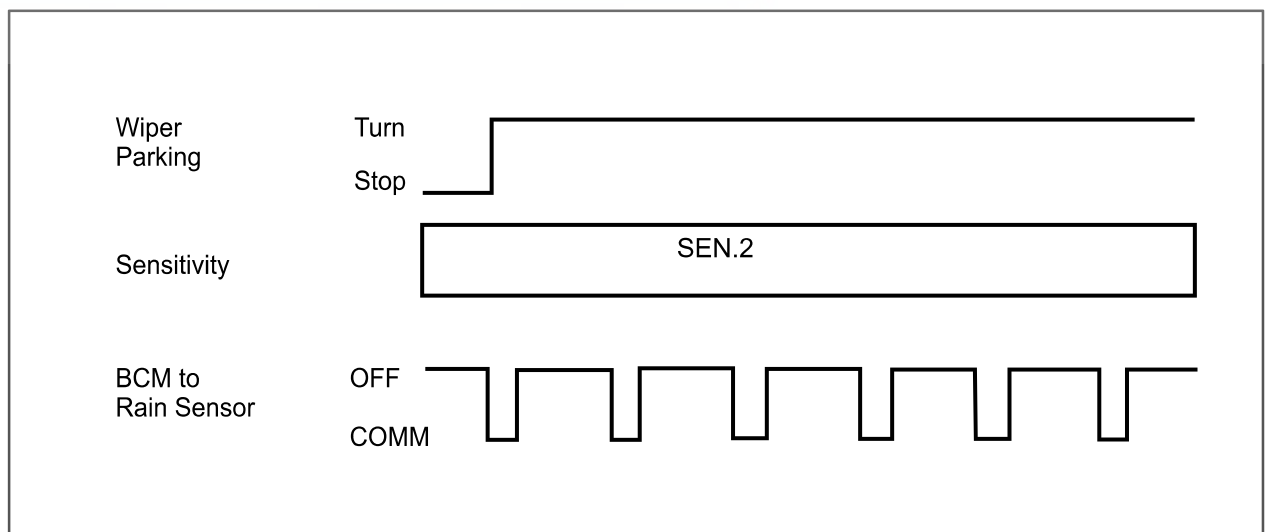 Wiper
Parking
Turn
Stop
Sensitivity
SEN.2
BCM to
Rain Sensor
OFF
COMM